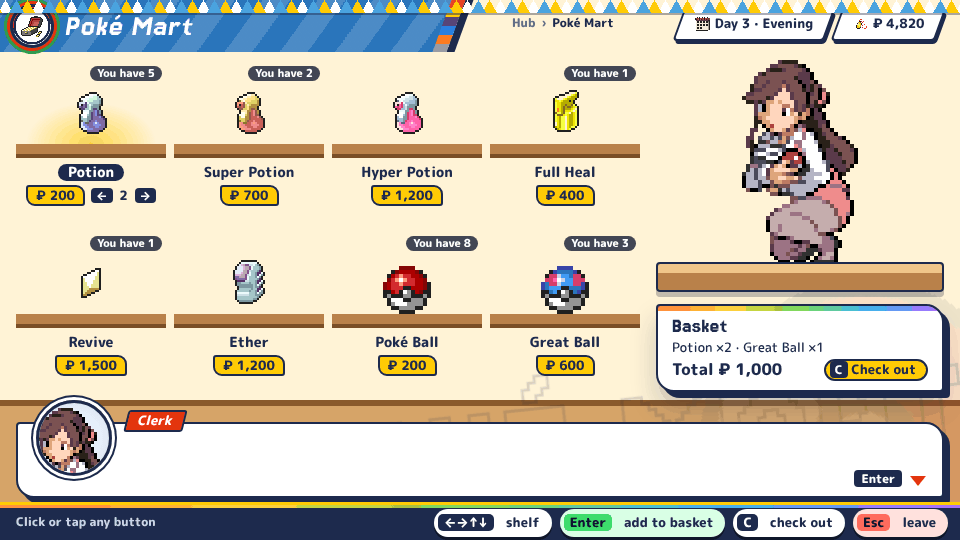 Poké Mart
Hub › Poké Mart
Day 3 · Evening
₽ 4,820
You have 5
You have 2
You have 1
Potion
Super Potion
Hyper Potion
Full Heal
₽ 200
← 2 →
₽ 700
₽ 1,200
₽ 400
You have 1
You have 8
You have 3
Revive
Ether
Poké Ball
Great Ball
₽ 1,500
₽ 1,200
₽ 200
₽ 600
Basket
Potion ×2 · Great Ball ×1
Total ₽ 1,000
C Check out
Clerk
Enter
Click or tap any button
←→↑↓ shelf
Enter add to basket
C check out
Esc leave